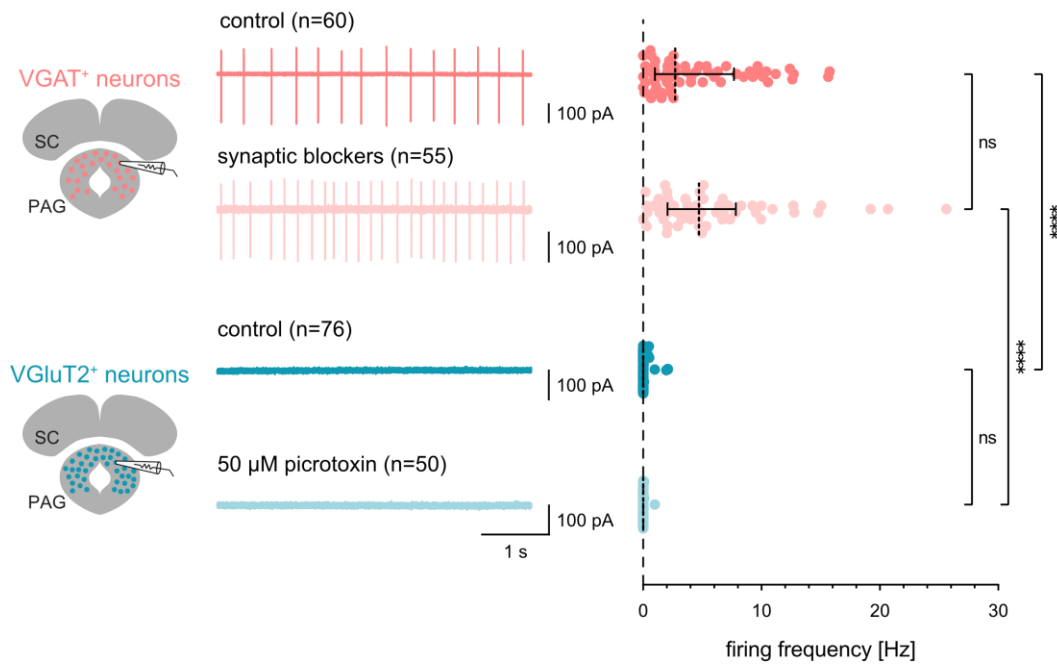 control (n=60)
VGAT⁺ neurons
SC
PAG
100 pA
synaptic blockers (n=55)
100 pA
ns
****
control (n=76)
VGluT2⁺ neurons
SC
PAG
100 pA
****
50 µM picrotoxin (n=50)
100 pA
1 s
ns
0 10 20 30
firing frequency [Hz]